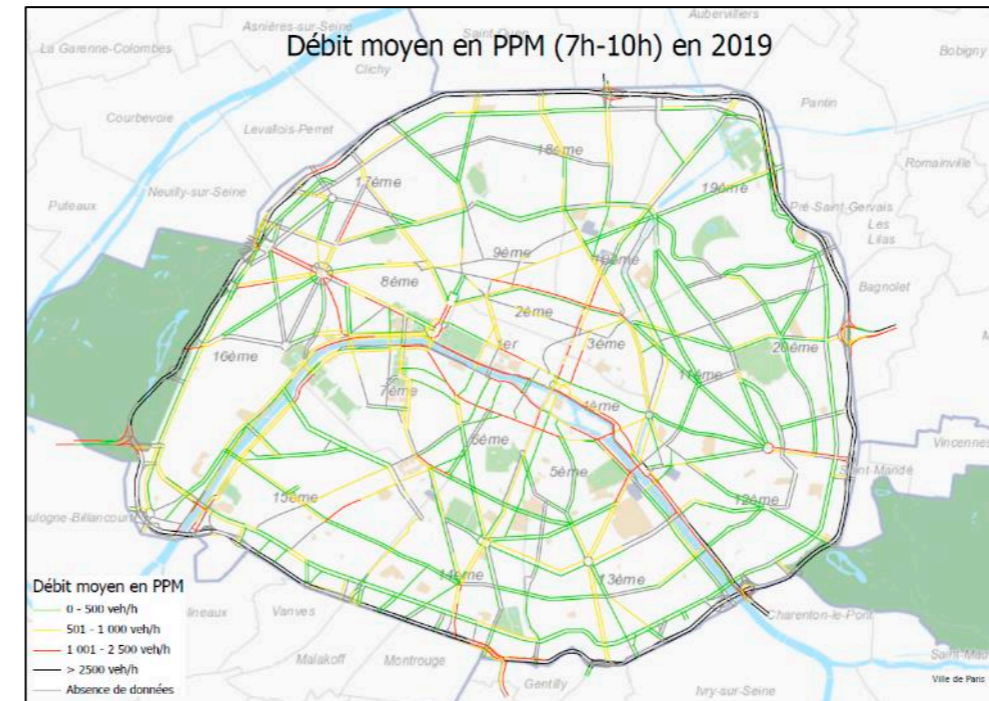 Aubervilliers
Asnières-sur-Seine
Saint-Ouen
La Garenne-Colombes
Débit moyen en PPM (7h-10h) en 2019
Bobigny
Clichy
Pantin
Courbevoie
Levallois-Perret
18ème
Romainville
17ème
19ème
Neuilly-sur-Seine
Puteaux
Pré-Saint-Gervais
Les
Lilas
9ème
10ème
8ème
Bagnolet
2ème
3ème
1er
20ème
16ème
11ème
7ème
4ème
6ème
Vincennes
5ème
Saint-Mandé
15ème
12ème
oulogne-Billancourt
14ème
13ème
Débit moyen en PPM
0 - 500 veh/h
501 - 1 000 veh/h
1 001 - 2 500 veh/h
> 2500 veh/h
Absence de données
lineaux
Vanves
Charenton-le-Pont
Malakoff
Montrouge
Saint-Mau
Gentilly
Ville de Paris
Ivry-sur-Seine